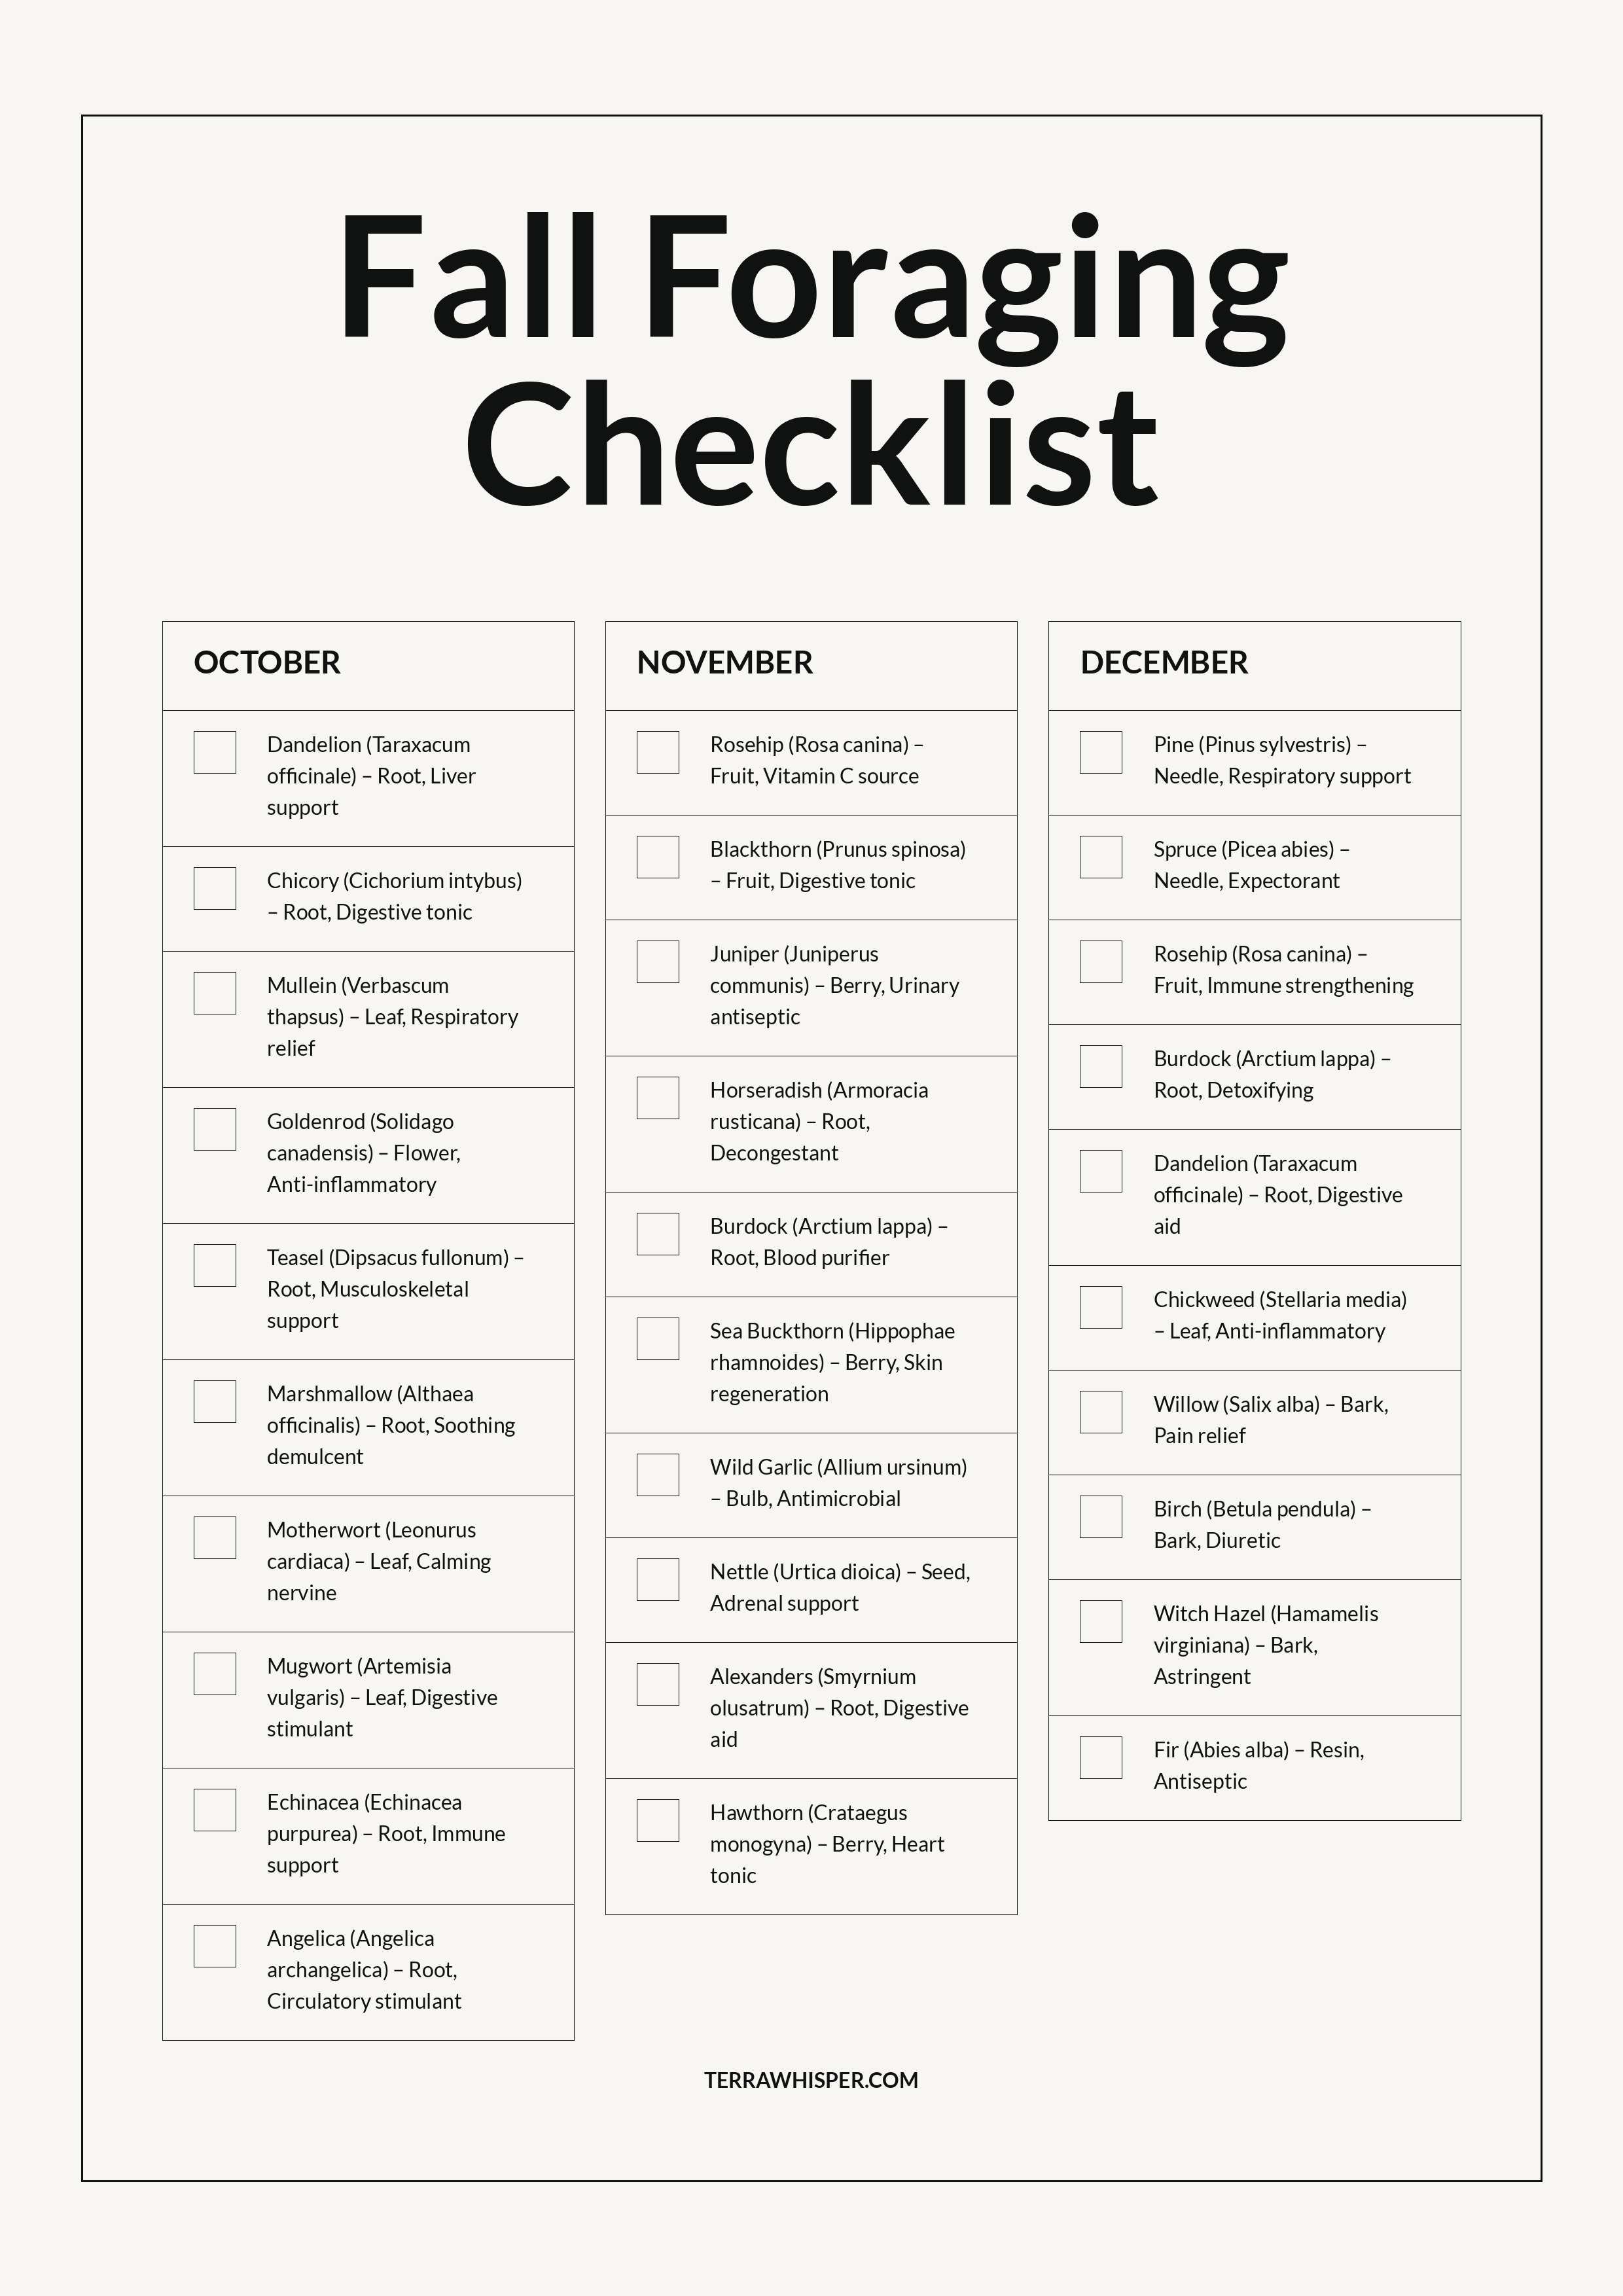 Fall Foraging
Checklist
OCTOBER
Dandelion (Taraxacum
officinale) – Root, Liver
support
Chicory (Cichorium intybus)
– Root, Digestive tonic
Mullein (Verbascum
thapsus) – Leaf, Respiratory
relief
Goldenrod (Solidago
canadensis) – Flower,
Anti-inflammatory
Teasel (Dipsacus fullonum) –
Root, Musculoskeletal
support
Marshmallow (Althaea
officinalis) – Root, Soothing
demulcent
Motherwort (Leonurus
cardiaca) – Leaf, Calming
nervine
Mugwort (Artemisia
vulgaris) – Leaf, Digestive
stimulant
Echinacea (Echinacea
purpurea) – Root, Immune
support
Angelica (Angelica
archangelica) – Root,
Circulatory stimulant
NOVEMBER
Rosehip (Rosa canina) –
Fruit, Vitamin C source
Blackthorn (Prunus spinosa)
– Fruit, Digestive tonic
Juniper (Juniperus
communis) – Berry, Urinary
antiseptic
Horseradish (Armoracia
rusticana) – Root,
Decongestant
Burdock (Arctium lappa) –
Root, Blood purifier
Sea Buckthorn (Hippophae
rhamnoides) – Berry, Skin
regeneration
Wild Garlic (Allium ursinum)
– Bulb, Antimicrobial
Nettle (Urtica dioica) – Seed,
Adrenal support
Alexanders (Smyrnium
olusatrum) – Root, Digestive
aid
Hawthorn (Crataegus
monogyna) – Berry, Heart
tonic
DECEMBER
Pine (Pinus sylvestris) –
Needle, Respiratory support
Spruce (Picea abies) –
Needle, Expectorant
Rosehip (Rosa canina) –
Fruit, Immune strengthening
Burdock (Arctium lappa) –
Root, Detoxifying
Dandelion (Taraxacum
officinale) – Root, Digestive
aid
Chickweed (Stellaria media)
– Leaf, Anti-inflammatory
Willow (Salix alba) – Bark,
Pain relief
Birch (Betula pendula) –
Bark, Diuretic
Witch Hazel (Hamamelis
virginiana) – Bark,
Astringent
Fir (Abies alba) – Resin,
Antiseptic
TERRAWHISPER.COM